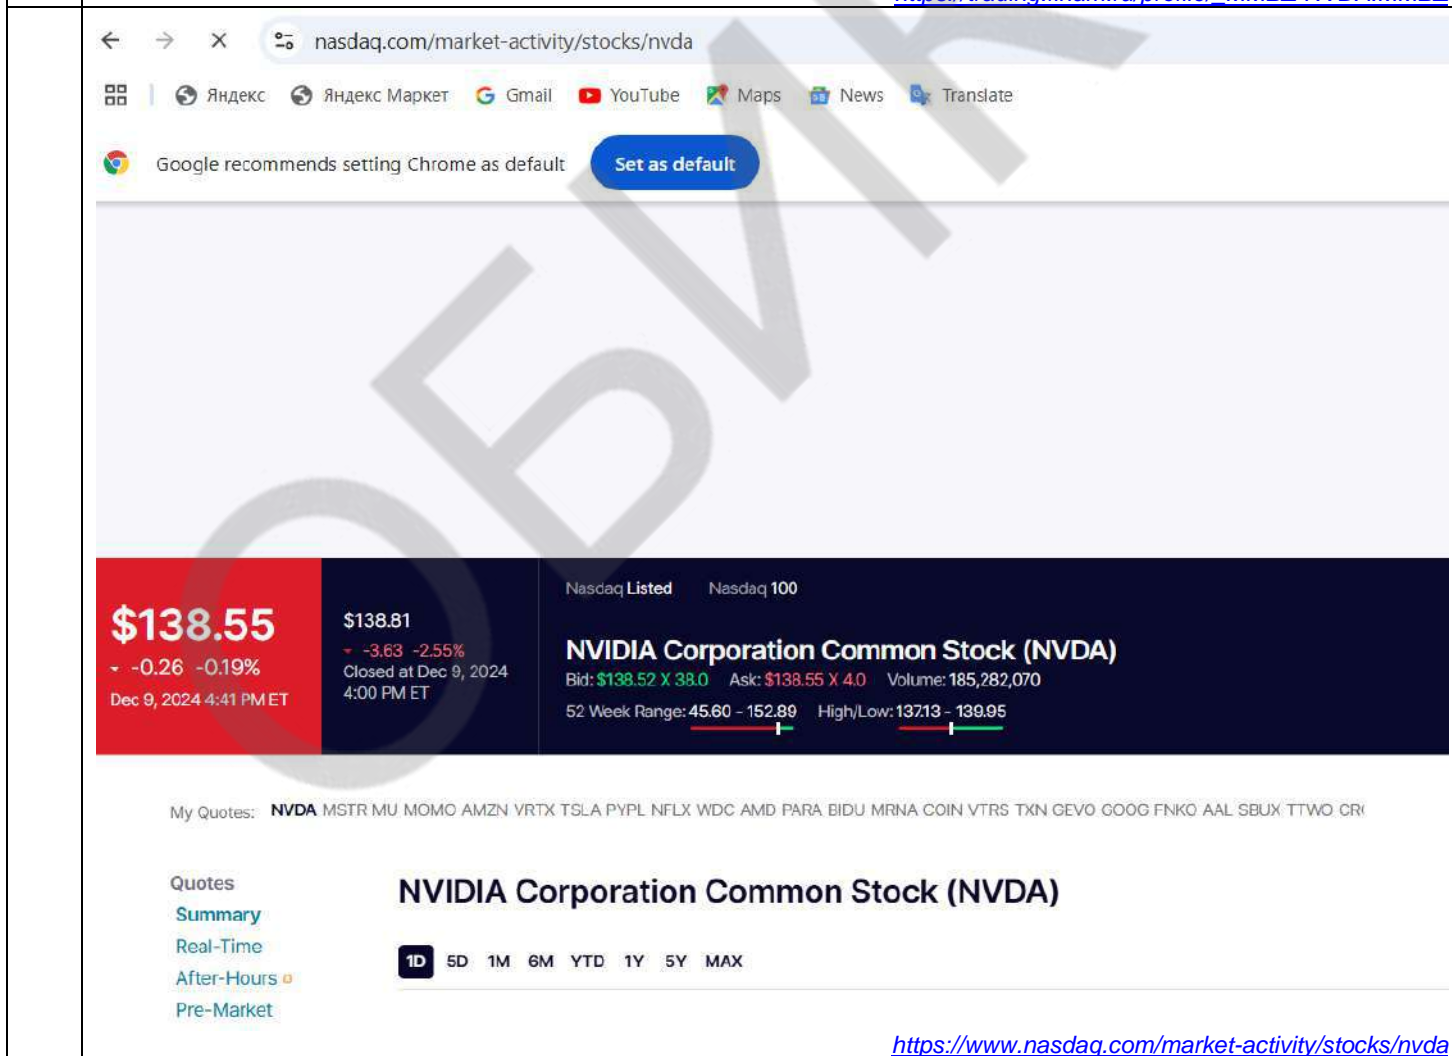 nasdaq.com/market-activity/stocks/nvda
Яндекс Яндекс Маркет Gmail YouTube Maps News Translate
Google recommends setting Chrome as default Set as default
ОБИК
Nasdaq Listed Nasdaq 100
$138.55
-0.26 -0.19%
Dec 9, 2024 4:41 PM ET
$138.81
-3.63 -2.55%
Closed at Dec 9, 2024
4:00 PM ET
NVIDIA Corporation Common Stock (NVDA)
Bid: $138.52 X 38.0 Ask: $138.55 X 4.0 Volume: 185,282,070
52 Week Range: 45.60 - 152.89 High/Low: 137.13 - 139.95
My Quotes: NVDA MSTR MU MOMO AMZN VRTX TSLA PYPL NFLX WDC AMD PARA BIDU MRNA COIN VTRS TXN GEVO GOOG FNKO AAL SBUX TTWO
Quotes
Summary
Real-Time
After-Hours
Pre-Market
NVIDIA Corporation Common Stock (NVDA)
1D 5D 1M 6M YTD 1Y 5Y MAX
https://www.nasdaq.com/market-activity/stocks/nvda